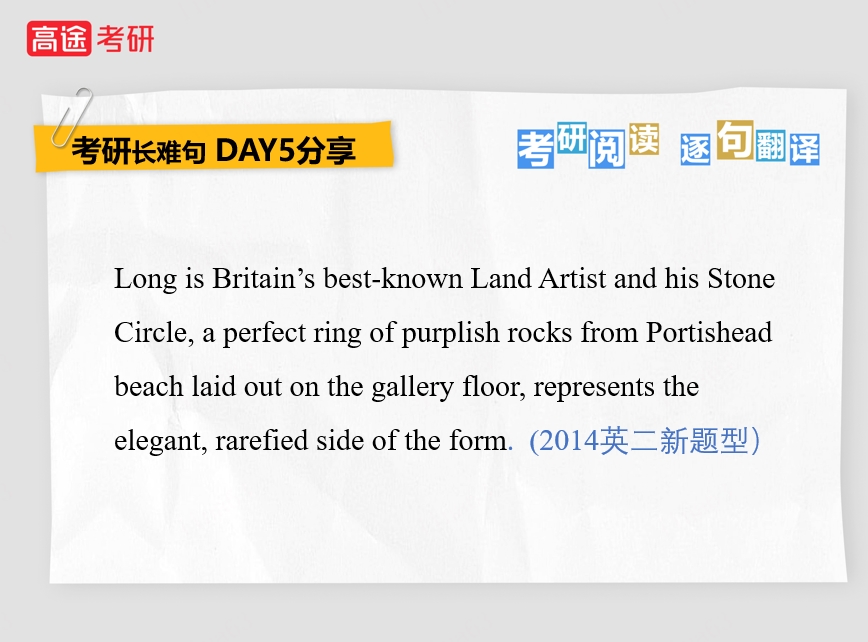 高途考研
考研长难句 DAY5分享
考研阅读 逐句翻译
Long is Britain’s best-known Land Artist and his Stone
Circle, a perfect ring of purplish rocks from Portishead
beach laid out on the gallery floor, represents the
elegant, rarefied side of the form. (2014英二新题型）